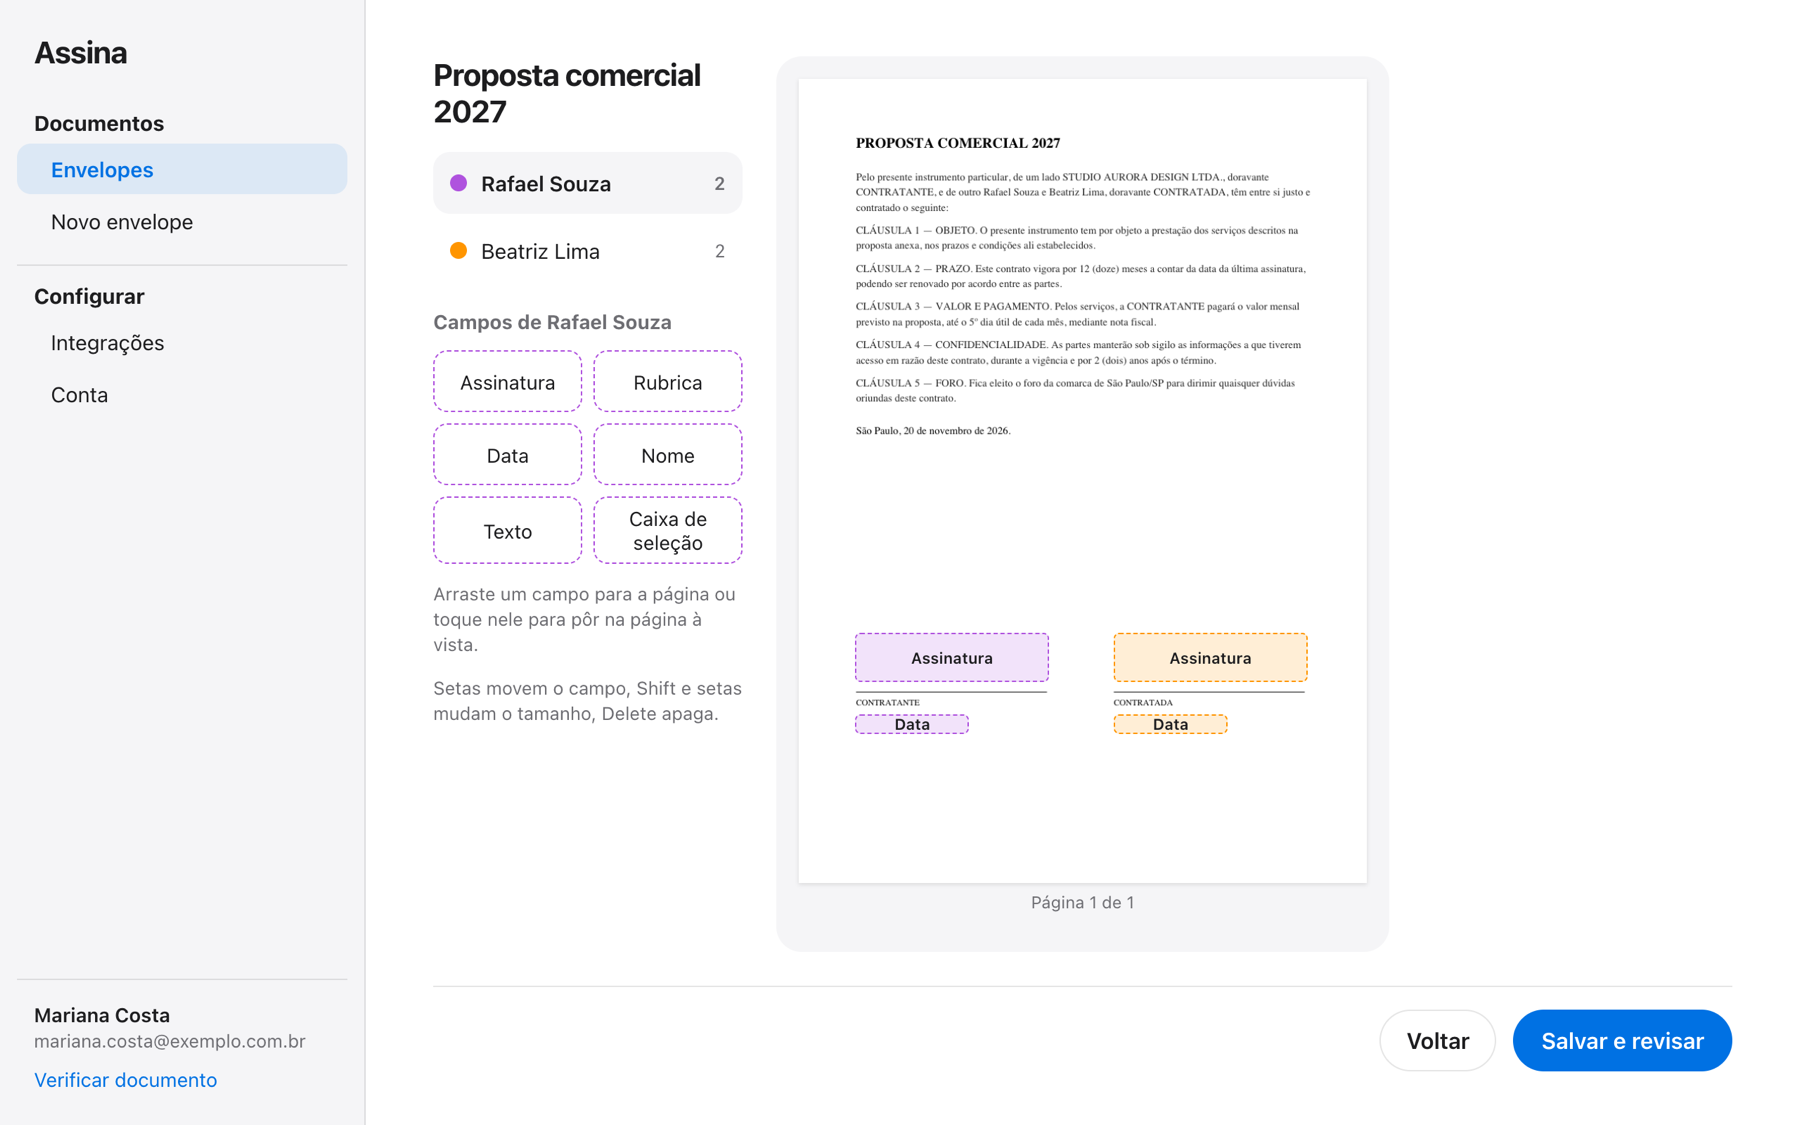 Assina
Documentos
Envelopes
Novo envelope
Configurar
Integrações
Conta
Mariana Costa
mariana.costa@exemplo.com.br
Verificar documento
Proposta comercial
2027
Rafael Souza 2
Beatriz Lima 2
Campos de Rafael Souza
Assinatura Rubrica
Data Nome
Texto Caixa de
seleção
Arraste um campo para a página ou
toque nele para pôr na página à
vista.
Setas movem o campo, Shift e setas
mudam o tamanho, Delete apaga.
PROPOSTA COMERCIAL 2027
Pelo presente instrumento particular, de um lado STUDIO AURORA DESIGN LTDA., doravante
CONTRATANTE, e de outro Rafael Souza e Beatriz Lima, doravante CONTRATADA, têm entre si justo e
contratado o seguinte:
CLÁUSULA 1 — OBJETO. O presente instrumento tem por objeto a prestação dos serviços descritos na
proposta anexa, nos prazos e condições ali estabelecidos.
CLÁUSULA 2 — PRAZO. Este contrato vigora por 12 (doze) meses a contar da data da última assinatura,
podendo ser renovado por acordo entre as partes.
CLÁUSULA 3 — VALOR E PAGAMENTO. Pelos serviços, a CONTRATANTE pagará o valor mensal
previsto na proposta, até o 5º dia útil de cada mês, mediante nota fiscal.
CLÁUSULA 4 — CONFIDENCIALIDADE. As partes manterão sob sigilo as informações a que tiverem
acesso em razão deste contrato, durante a vigência e por 2 (dois) anos após o término.
CLÁUSULA 5 — FORO. Fica eleito o foro da comarca de São Paulo/SP para dirimir quaisquer dúvidas
oriundas deste contrato.
São Paulo, 20 de novembro de 2026.
Assinatura Assinatura
CONTRATANTE CONTRATADA
Data Data
Página 1 de 1
Voltar Salvar e revisar